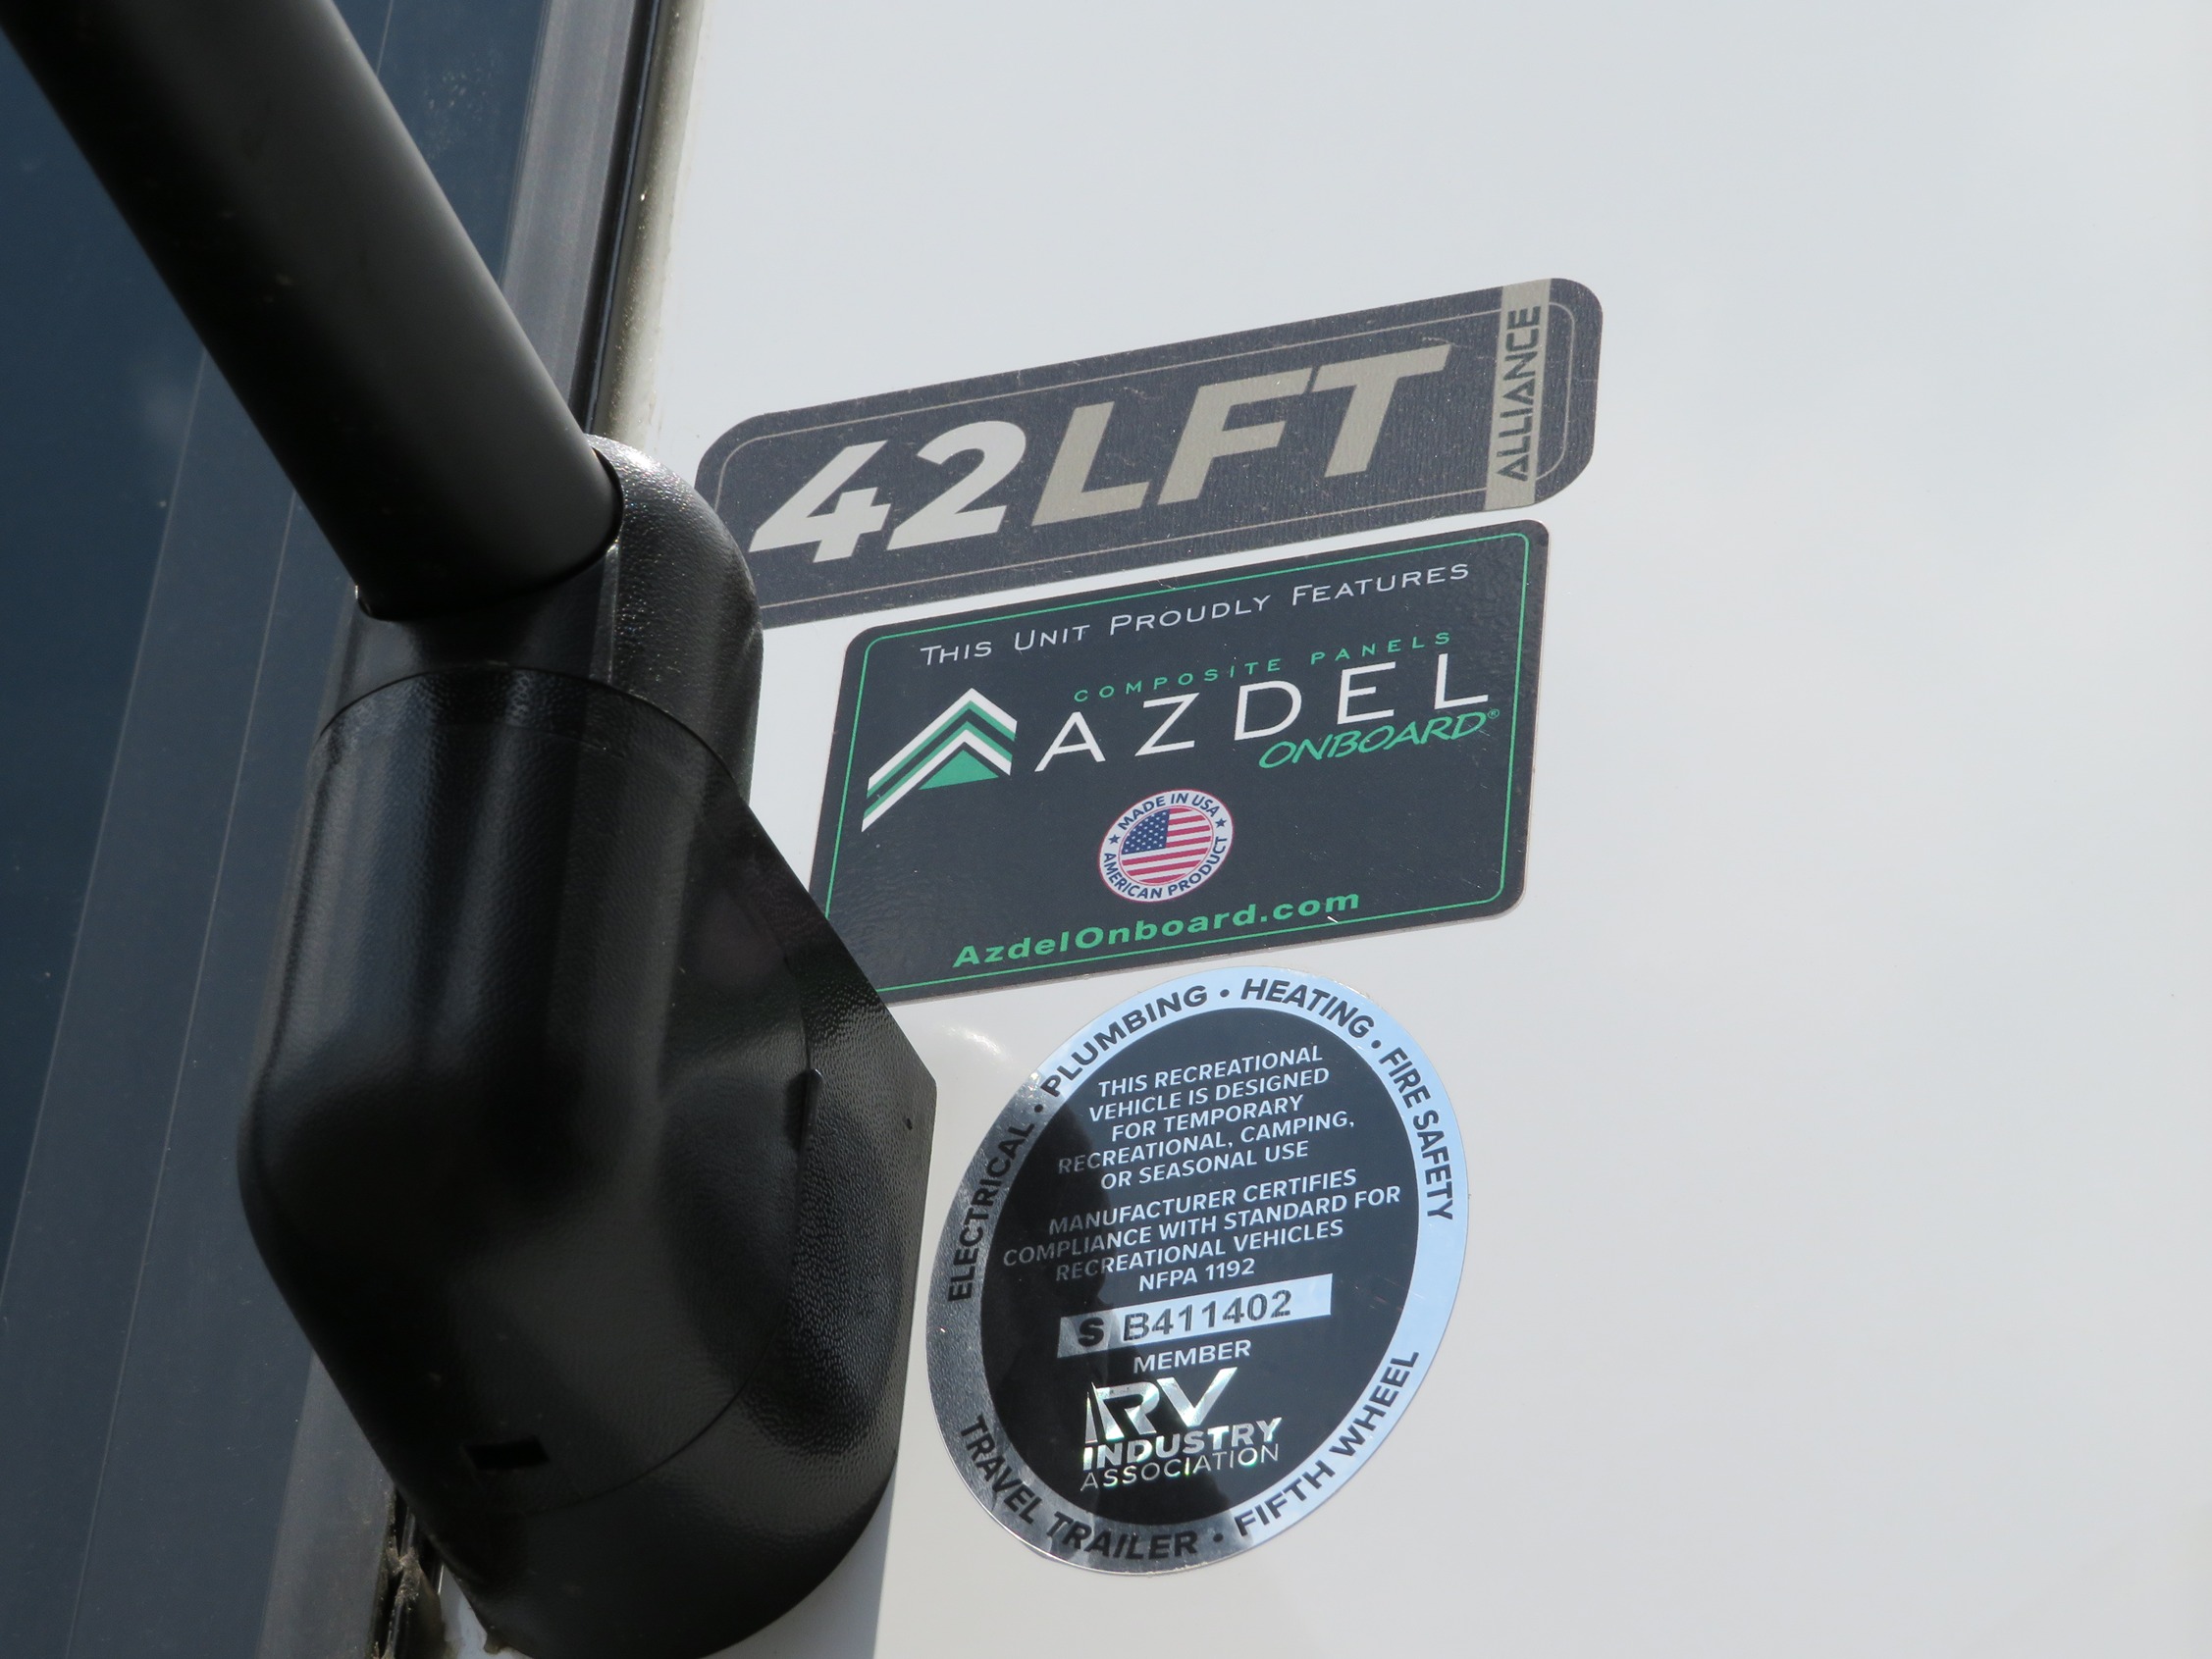 42LFT
ALLIANCE
THIS UNIT PROUDLY FEATURES
COMPOSITE PANELS
AZDEL
ONBOARD®
MADE IN USA
AMERICAN PRODUCT
AzdelOnboard.com
ELECTRICAL • PLUMBING • HEATING • FIRE SAFETY
THIS RECREATIONAL
VEHICLE IS DESIGNED
FOR TEMPORARY
RECREATIONAL, CAMPING,
OR SEASONAL USE
MANUFACTURER CERTIFIES
COMPLIANCE WITH STANDARD FOR
RECREATIONAL VEHICLES
NFPA 1192
S B411402
MEMBER
RV
INDUSTRY
ASSOCIATION
TRAVEL TRAILER • FIFTH WHEEL